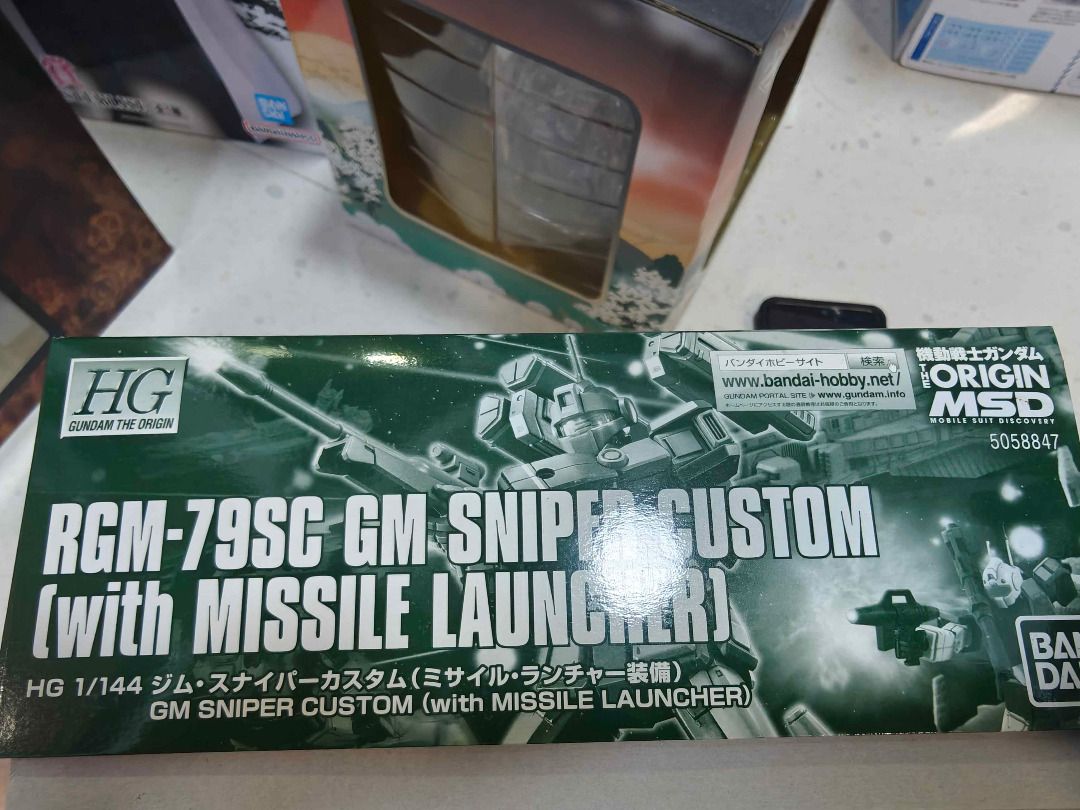 HG
GUNDAM THE ORIGIN
バンダイホビーサイト 検索
www.bandai-hobby.net/
GUNDAM PORTAL SITE ▷ www.gundam.info
機動戦士ガンダム
THE ORIGIN
MSD
MOBILE SUIT DISCOVERY
5058847
RGM-79SC GM SNIPER CUSTOM
(with MISSILE LAUNCHER)
HG 1/144 ジム・スナイパーカスタム(ミサイル・ランチャー装備)
GM SNIPER CUSTOM (with MISSILE LAUNCHER)
BAN
DA